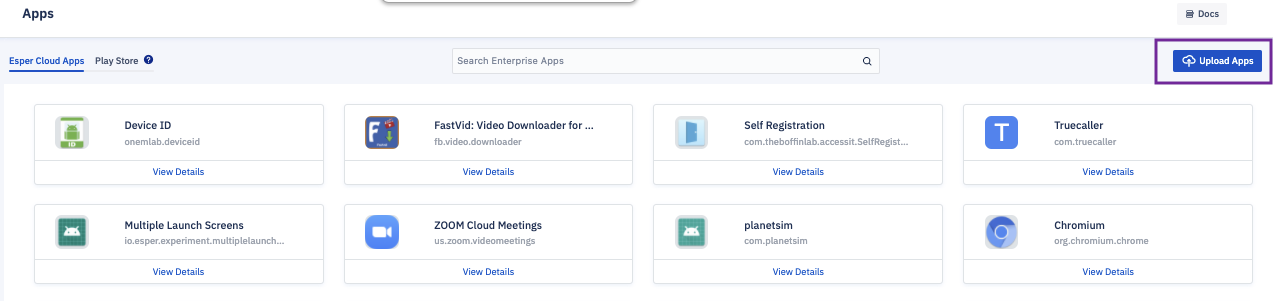 Apps
Docs
Esper Cloud Apps Play Store ?
Search Enterprise Apps
Upload Apps
Device ID
onemlab.deviceid
View Details
FastVid: Video Downloader for ...
fb.video.downloader
View Details
Self Registration
com.theboffinlab.accessit.SelfRegist...
View Details
Truecaller
com.truecaller
View Details
Multiple Launch Screens
io.esper.experiment.multiplelaunch...
View Details
ZOOM Cloud Meetings
us.zoom.videomeetings
View Details
planetsim
com.planetsim
View Details
Chromium
org.chromium.chrome
View Details
ID
F
T